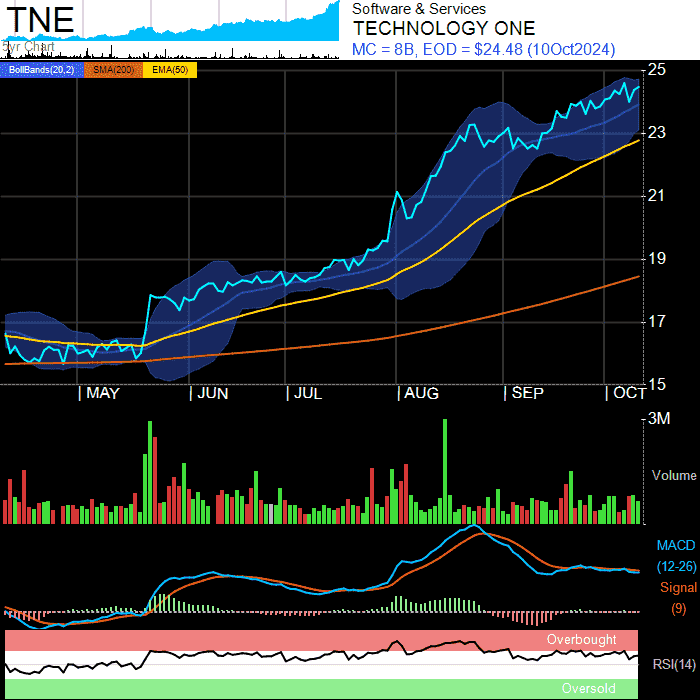 TNE
5yr Chart
Software & Services
TECHNOLOGY ONE
MC = 8B, EOD = $24.48 (10Oct2024)
BollBands(20,2) SMA(200) EMA(50)
25
23
21
19
17
15
| MAY | JUN | JUL | AUG | SEP | OCT
3M
Volume
MACD
(12-26)
Signal
(9)
Overbought
RSI(14)
Oversold